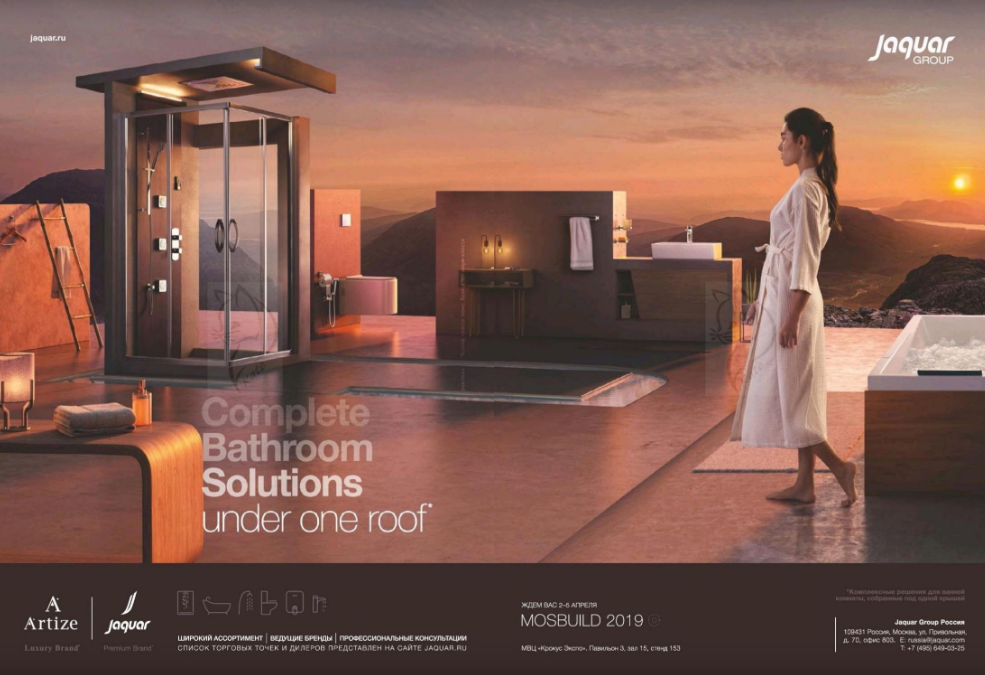 jaquar.ru
Jaquar
GROUP
Complete
Bathroom
Solutions
under one roof*
A
Artize
Luxury Brand*
Jaquar
Premium Brand*
ШИРОКИЙ АССОРТИМЕНТ | ВЕДУЩИЕ БРЕНДЫ | ПРОФЕССИОНАЛЬНЫЕ КОНСУЛЬТАЦИИ
СПИСОК ТОРГОВЫХ ТОЧЕК И ДИЛЕРОВ ПРЕДСТАВЛЕН НА САЙТЕ JAQUAR.RU
ЖДЕМ ВАС 2–5 АПРЕЛЯ
MOSBUILD 2019
МВЦ «Крокус Экспо», Павильон 3, зал 15, стенд 153
*Комплексные решения для ванной
комнаты, собранные под одной крышей
Jaquar Group Россия
109431 Россия, Москва, ул. Привольная,
д. 70, офис 803. E: russia@jaquar.com
T: +7 (495) 649-03-25